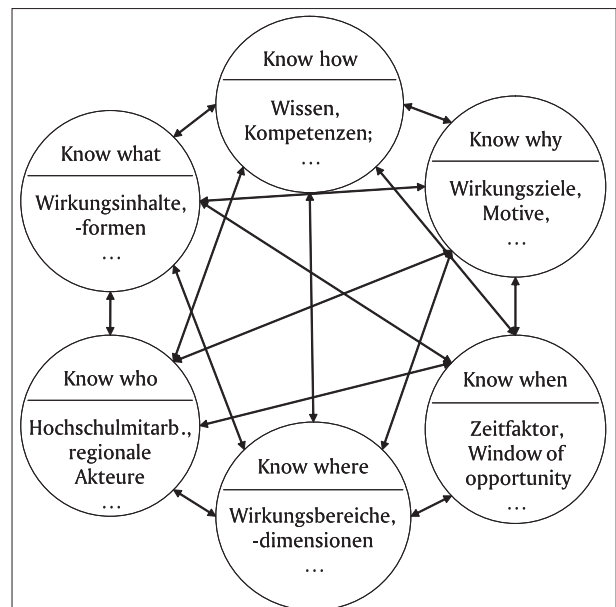 Know how
Wissen,
Kompetenzen;
…
Know what
Wirkungsinhalte,
-formen
…
Know why
Wirkungsziele,
Motive,
…
Know who
Hochschulmitarb.,
regionale
Akteure
…
Know where
Wirkungsbereiche,
-dimensionen
…
Know when
Zeitfaktor,
Window of
opportunity
…